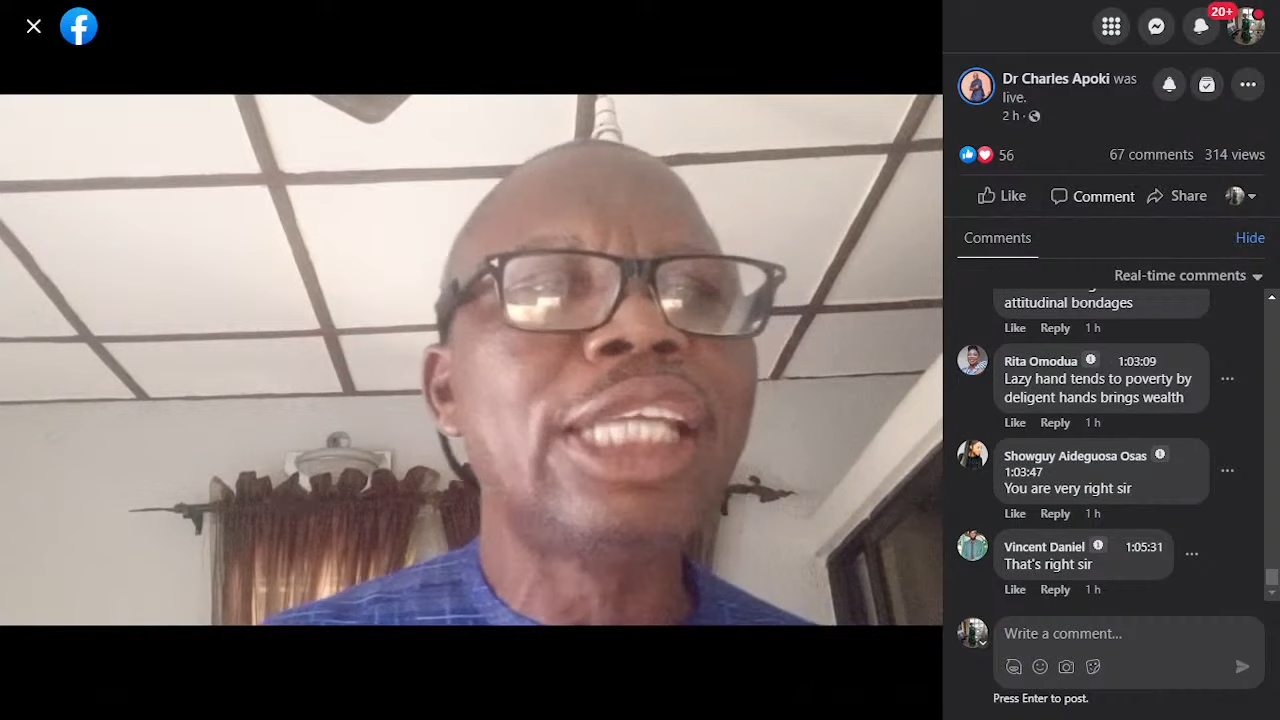 20+
Dr Charles Apoki was
live.
2 h
56
67 comments 314 views
Like Comment Share
Comments Hide
Real-time comments
attitudinal bondages
Like Reply 1 h
Rita Omodua 1:03:09
Lazy hand tends to poverty by
deligent hands brings wealth
Like Reply 1 h
Showguy Aideguosa Osas
1:03:47
You are very right sir
Like Reply 1 h
Vincent Daniel 1:05:31
That's right sir
Like Reply 1 h
Write a comment...
Press Enter to post.